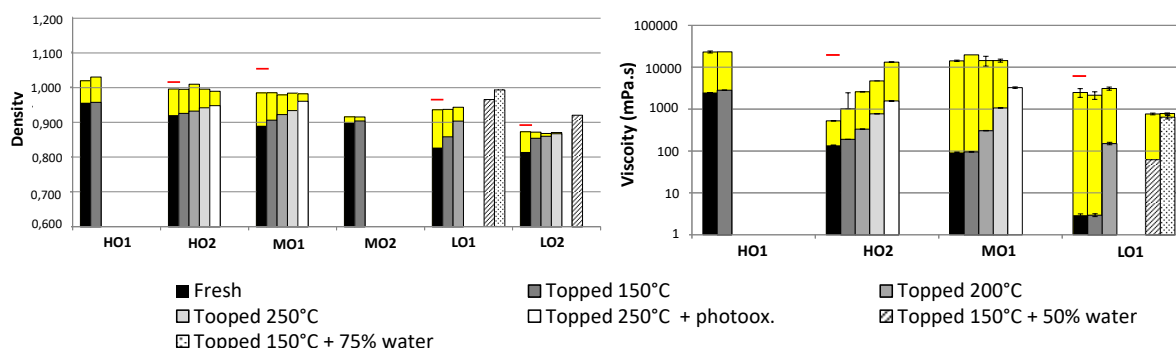 Density
1,200
1,100
1,000
0,900
0,800
0,700
0,600
HO1 HO2 MO1 MO2 LO1 LO2
Viscoity (mPa.s)
100000
10000
1000
100
10
1
HO1 HO2 MO1 LO1
Fresh Topped 150°C Topped 200°C
Tooped 250°C Topped 250°C + photoox. Topped 150°C + 50% water
Topped 150°C + 75% water